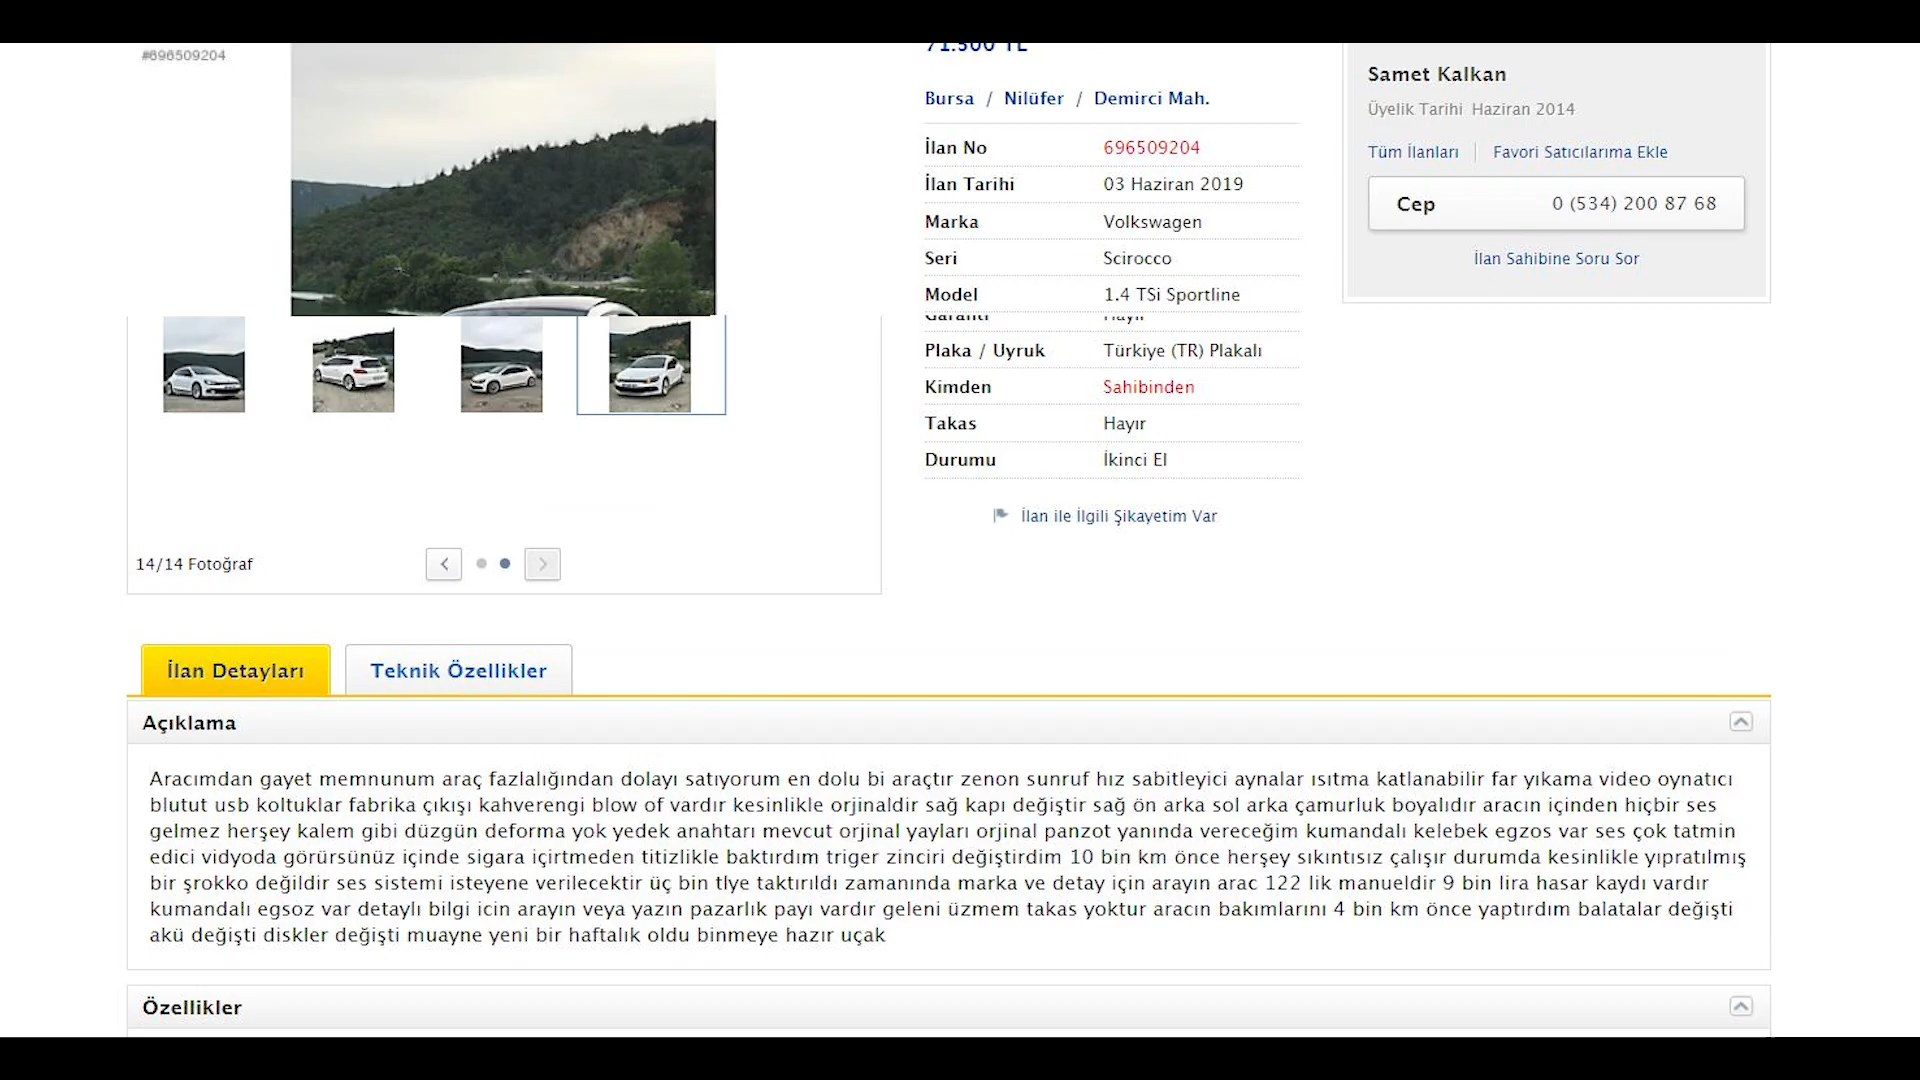 #696509204
71.500 TL
Bursa / Nilüfer / Demirci Mah.
İlan No 696509204
İlan Tarihi 03 Haziran 2019
Marka Volkswagen
Seri Scirocco
Model 1.4 TSi Sportline
Garanti Hayır
Plaka / Uyruk Türkiye (TR) Plakalı
Kimden Sahibinden
Takas Hayır
Durumu İkinci El
İlan ile İlgili Şikayetim Var
Samet Kalkan
Üyelik Tarihi Haziran 2014
Tüm İlanları Favori Satıcılarıma Ekle
Cep 0 (534) 200 87 68
İlan Sahibine Soru Sor
14/14 Fotoğraf
İlan Detayları Teknik Özellikler
Açıklama
Aracımdan gayet memnunum araç fazlalığından dolayı satıyorum en dolu bi araçtır zenon sunruf hız sabitleyici aynalar ısıtma katlanabilir far yıkama video oynatıcı
blutut usb koltuklar fabrika çıkışı kahverengi blow of vardır kesinlikle orjinaldir sağ kapı değiştir sağ ön arka sol arka çamurluk boyalıdır aracın içinden hiçbir ses
gelmez herşey kalem gibi düzgün deforma yok yedek anahtarı mevcut orjinal yayları orjinal panzot yanında vereceğim kumandalı kelebek egzos var ses çok tatmin
edici vidyoda görürsünüz içinde sigara içirtmeden titizlikle baktırdım triger zinciri değiştirdim 10 bin km önce herşey sıkıntısız çalışır durumda kesinlikle yıpratılmış
bir şrokko değildir ses sistemi isteyene verilecektir üç bin tlye taktırıldı zamanında marka ve detay için arayın arac 122 lik manueldir 9 bin lira hasar kaydı vardır
kumandalı egsoz var detaylı bilgi icin arayın veya yazın pazarlık payı vardır geleni üzmem takas yoktur aracın bakımlarını 4 bin km önce yaptırdım balatalar değişti
akü değişti diskler değişti muayne yeni bir haftalık oldu binmeye hazır uçak
Özellikler